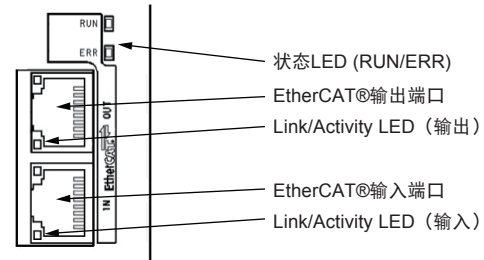 RUN
ERR
状态LED (RUN/ERR)
EtherCAT®输出端口
Link/Activity LED（输出）
EtherCAT®输入端口
Link/Activity LED（输入）
IN EtherCAT OUT